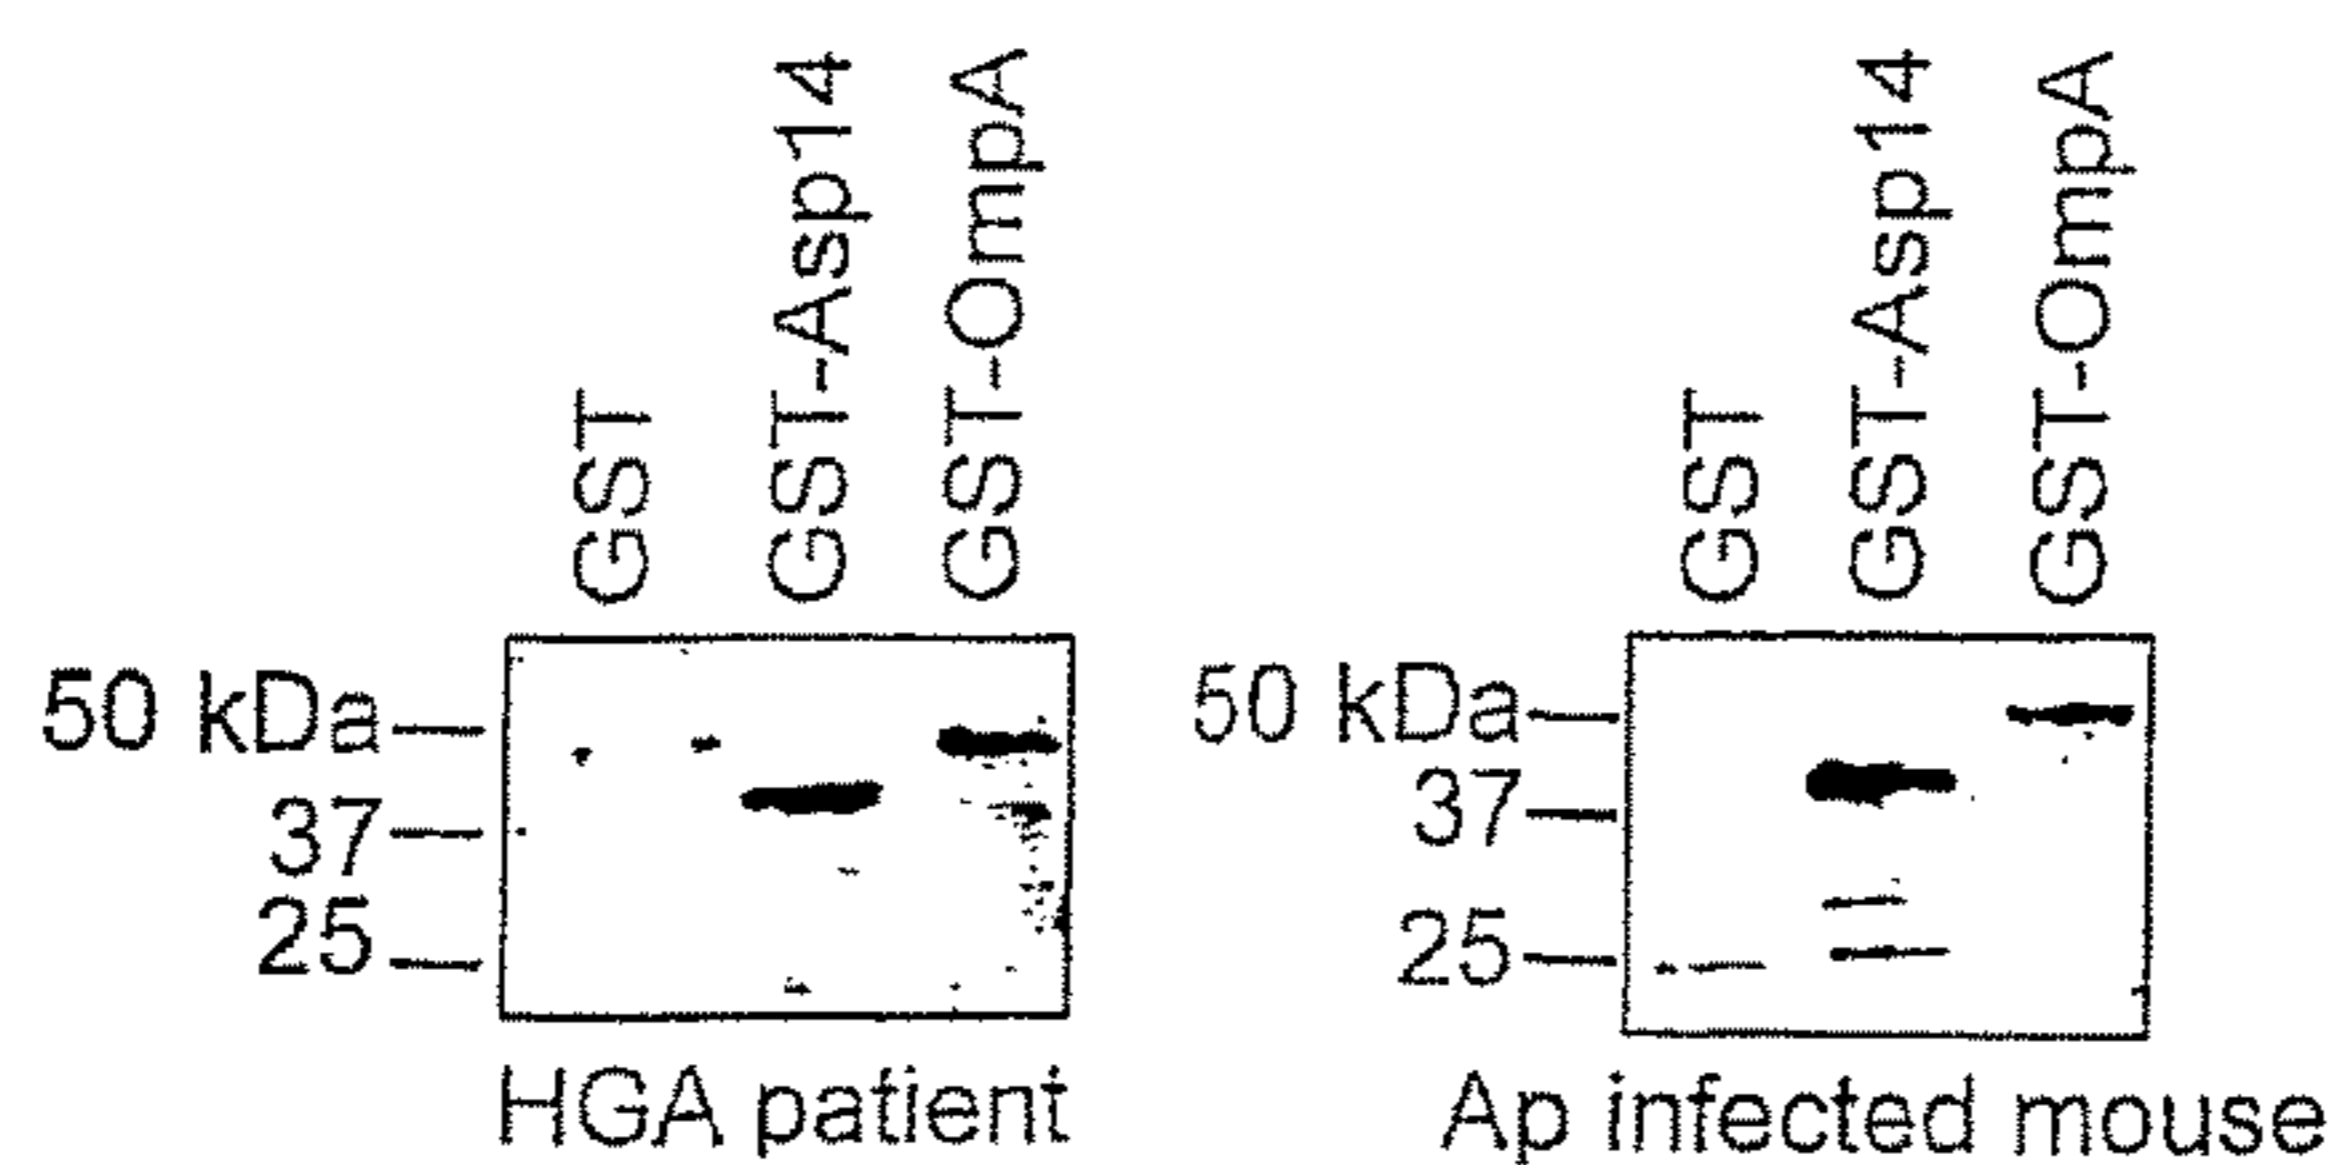 GST
GST-Asp14
GST-OmpA
50 kDa
37
25
HGA patient
GST
GST-Asp14
GST-OmpA
50 kDa
37
25
Ap infected mouse